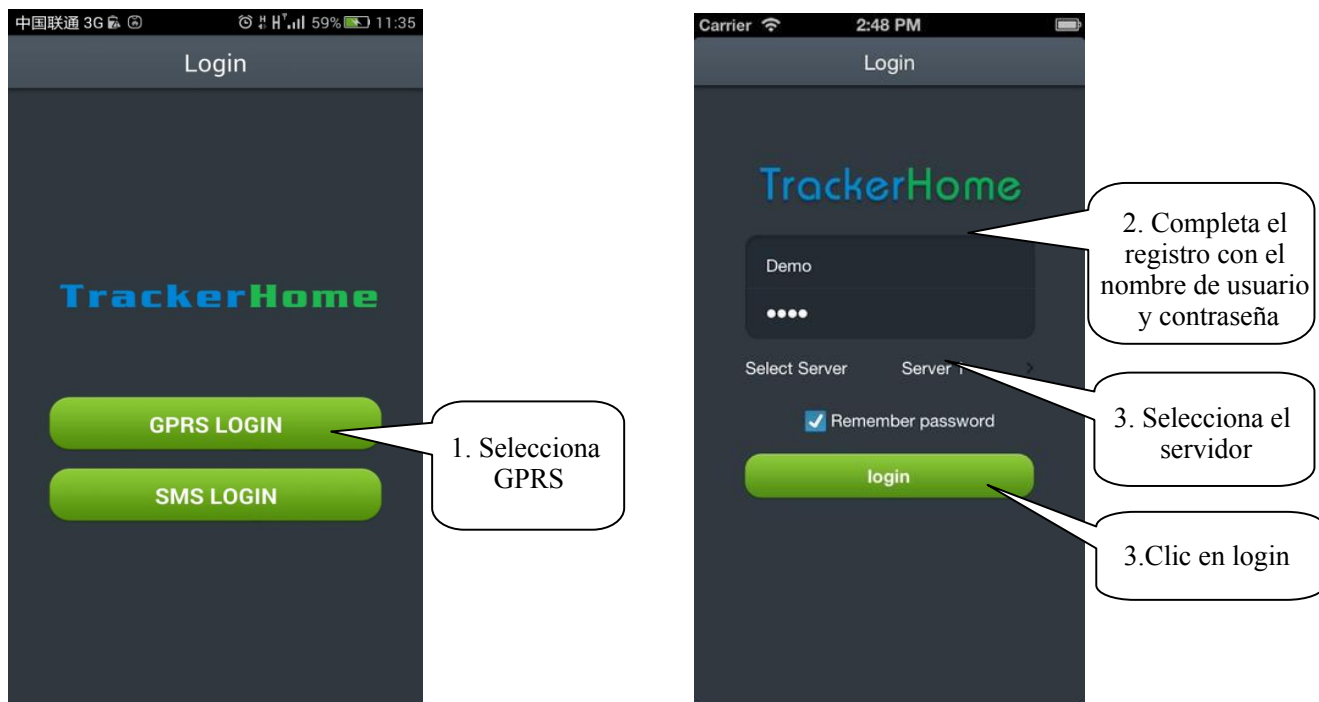 中国联通 3G
59% 11:35
Login
TrackerHome
GPRS LOGIN
SMS LOGIN
1. Selecciona
GPRS
Carrier 2:48 PM
Login
TrackerHome
Demo
••••
Select Server Server 1
Remember password
login
2. Completa el
registro con el
nombre de usuario
y contraseña
3. Selecciona el
servidor
3.Clic en login